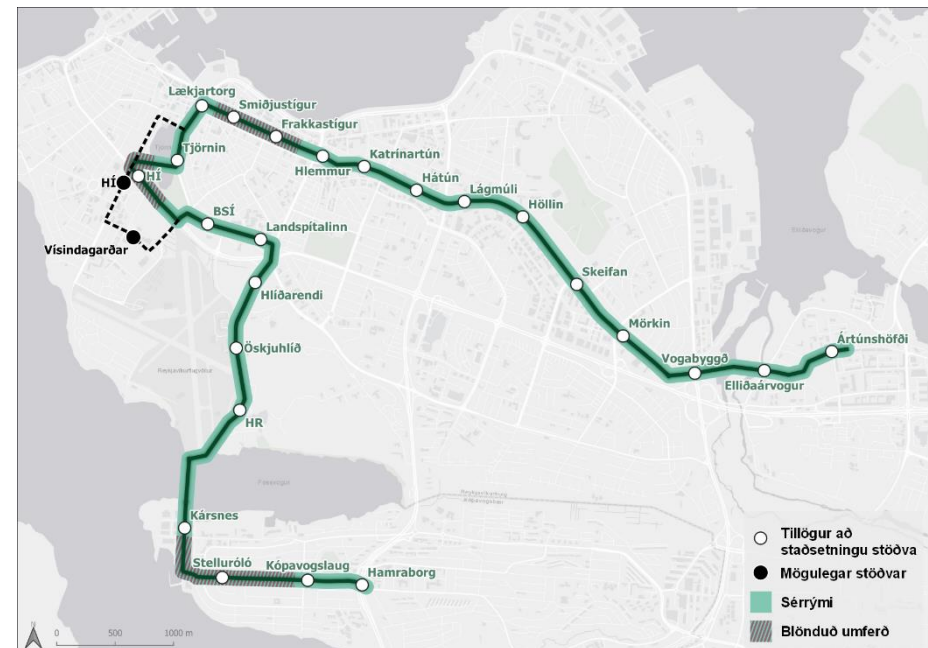 Lækjartorg
Smiðjustígur
Frakkastígur
Tjörnin
Hlemmur
Katrínartún
HÍ
HÍ
Hátún
Lágmúli
Höllin
BSÍ
Landspítalinn
Vísindagarðar
Hlíðarendi
Skeifan
Öskjuhlíð
Mörkin
Ártúnshöfði
Vogabyggð
Elliðaárvogur
HR
Kársnes
Stelluróló
Kópavogslaug
Hamraborg
Tillögur að
staðsetningu stöðva
Mögulegar stöðvar
Sérrými
Blönduð umferð
N
0 500 1000 m